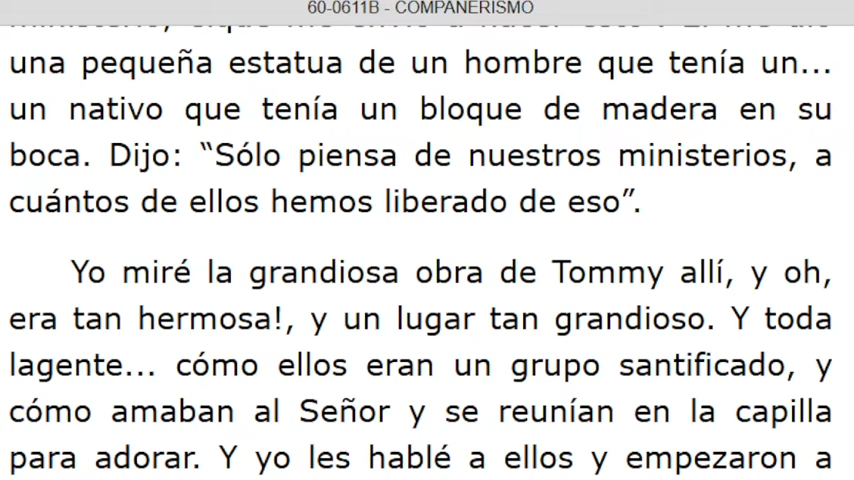 60-0611B - COMPAÑERISMO
una pequeña estatua de un hombre que tenía un...
un nativo que tenía un bloque de madera en su
boca. Dijo: “Sólo piensa de nuestros ministerios, a
cuántos de ellos hemos liberado de eso”.
Yo miré la grandiosa obra de Tommy allí, y oh,
era tan hermosa!, y un lugar tan grandioso. Y toda
lagente... cómo ellos eran un grupo santificado, y
cómo amaban al Señor y se reunían en la capilla
para adorar. Y yo les hablé a ellos y empezaron a